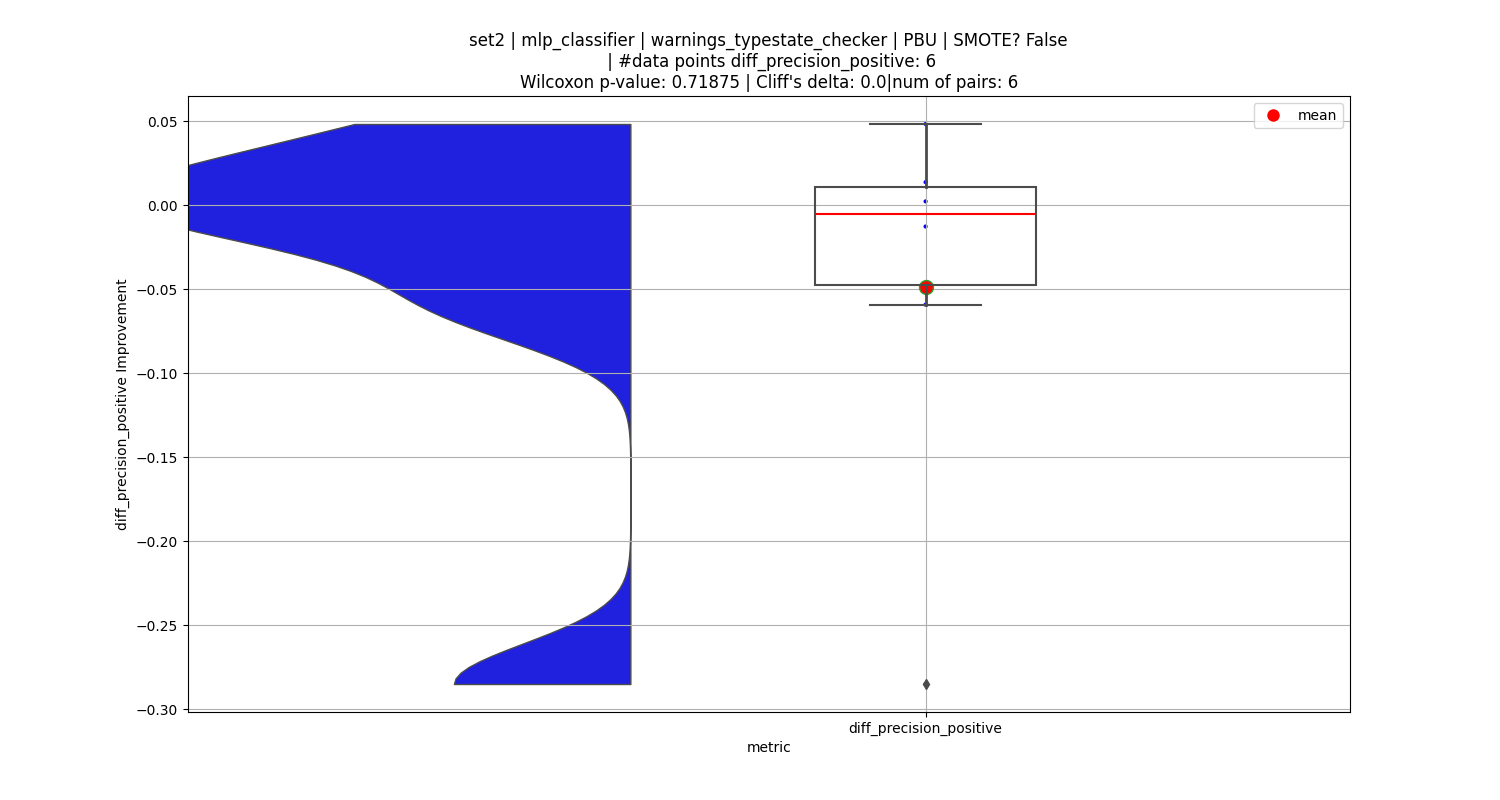 set2 | mlp_classifier | warnings_typestate_checker | PBU | SMOTE? False
| #data points diff_precision_positive: 6
Wilcoxon p-value: 0.71875 | Cliff's delta: 0.0|num of pairs: 6
mean
0.05
0.00
−0.05
−0.10
−0.15
−0.20
−0.25
−0.30
diff_precision_positive Improvement
diff_precision_positive
metric